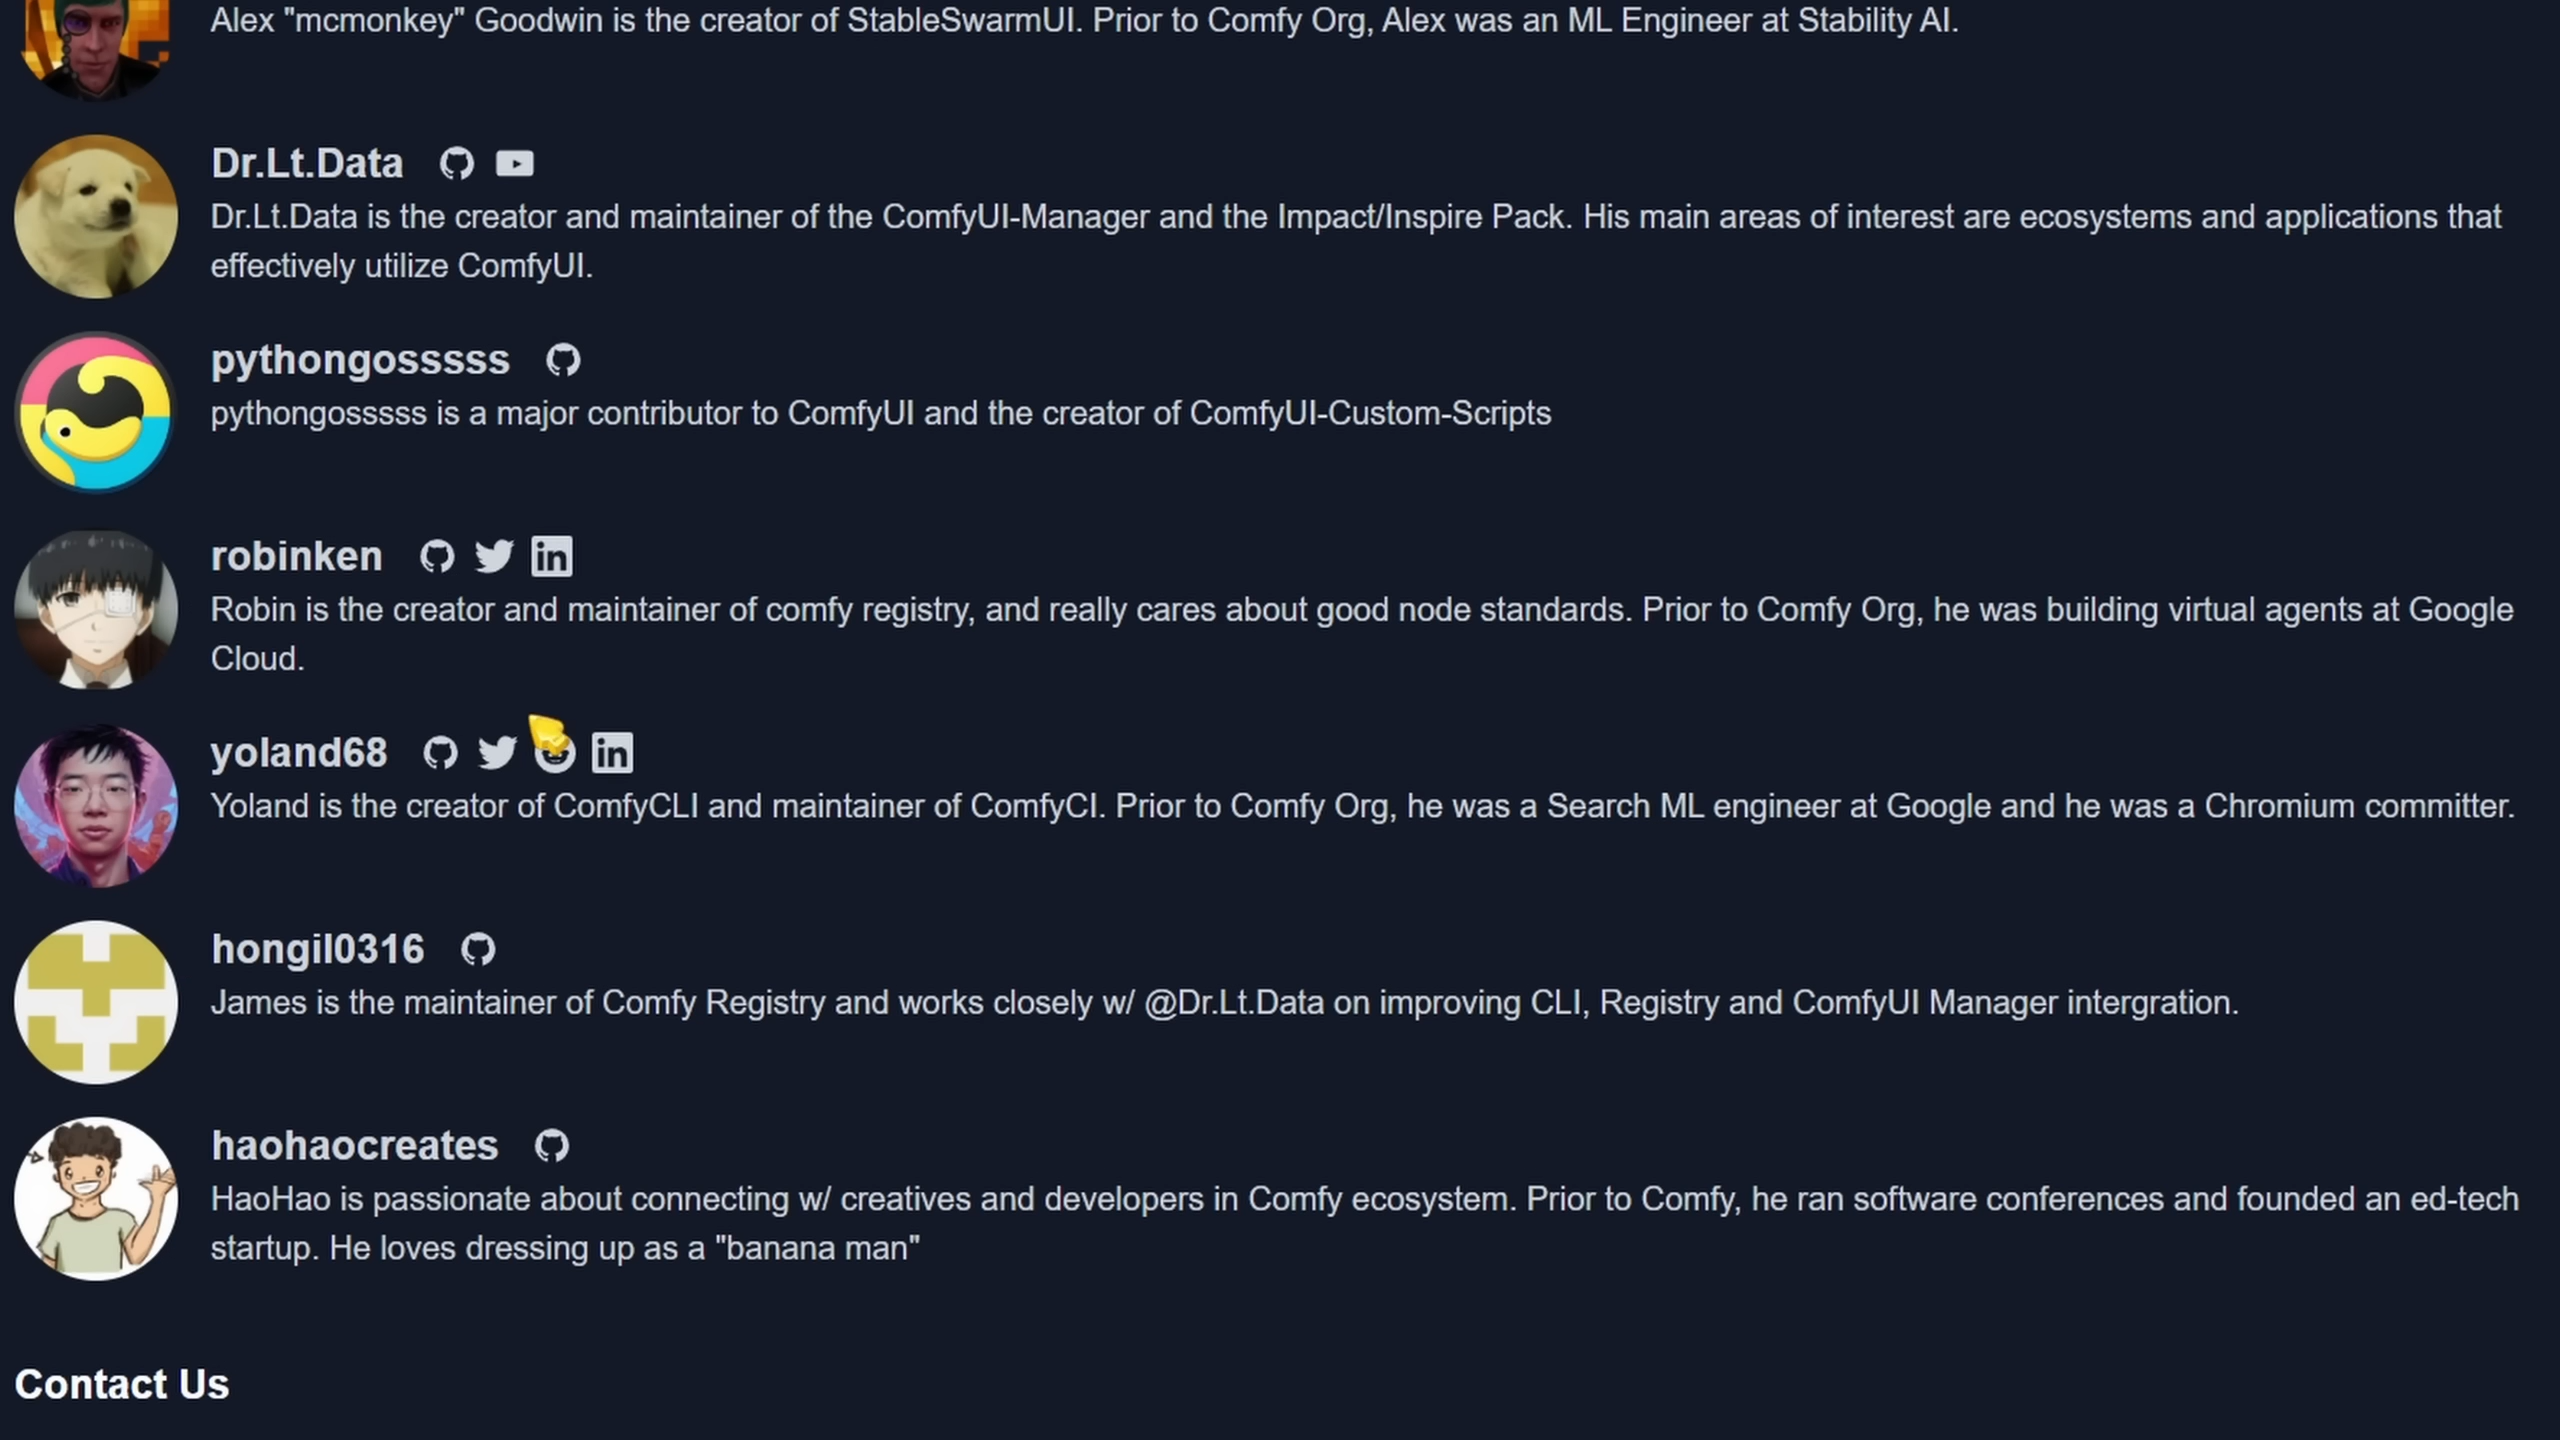 Alex "mcmonkey" Goodwin is the creator of StableSwarmUI. Prior to Comfy Org, Alex was an ML Engineer at Stability AI.
Dr.Lt.Data
Dr.Lt.Data is the creator and maintainer of the ComfyUI-Manager and the Impact/Inspire Pack. His main areas of interest are ecosystems and applications that
effectively utilize ComfyUI.
pythongosssss
pythongosssss is a major contributor to ComfyUI and the creator of ComfyUI-Custom-Scripts
robinken in
Robin is the creator and maintainer of comfy registry, and really cares about good node standards. Prior to Comfy Org, he was building virtual agents at Google
Cloud.
yoland68 in
Yoland is the creator of ComfyCLI and maintainer of ComfyCI. Prior to Comfy Org, he was a Search ML engineer at Google and he was a Chromium committer.
hongil0316
James is the maintainer of Comfy Registry and works closely w/ @Dr.Lt.Data on improving CLI, Registry and ComfyUI Manager intergration.
haohaocreates
HaoHao is passionate about connecting w/ creatives and developers in Comfy ecosystem. Prior to Comfy, he ran software conferences and founded an ed-tech
startup. He loves dressing up as a "banana man"
Contact Us